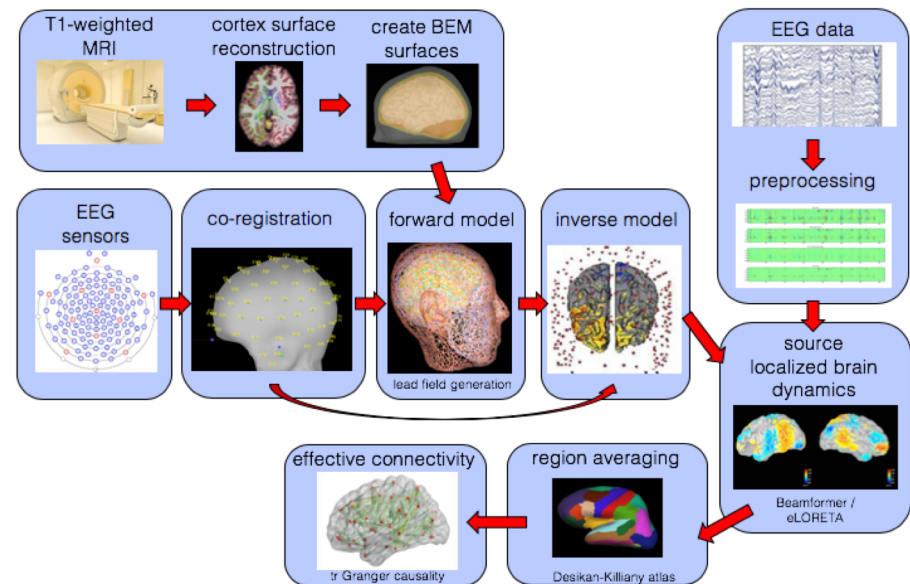 T1-weighted
MRI
cortex surface
reconstruction
create BEM
surfaces
EEG data
preprocessing
EEG
sensors
co-registration
forward model
lead field generation
inverse model
source
localized brain
dynamics
Beamformer /
eLORETA
region averaging
Desikan-Killiany atlas
effective connectivity
tr Granger causality